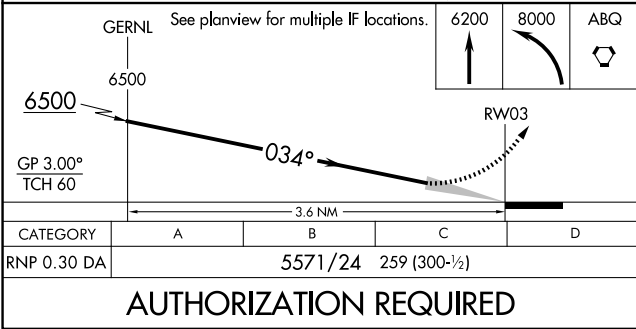 See planview for multiple IF locations.
6200
8000
ABQ
GERNL
6500
6500
RW03
034°
GP 3.00°
TCH 60
3.6 NM
CATEGORY A B C D
RNP 0.30 DA 5571/24 259 (300-½)
AUTHORIZATION REQUIRED